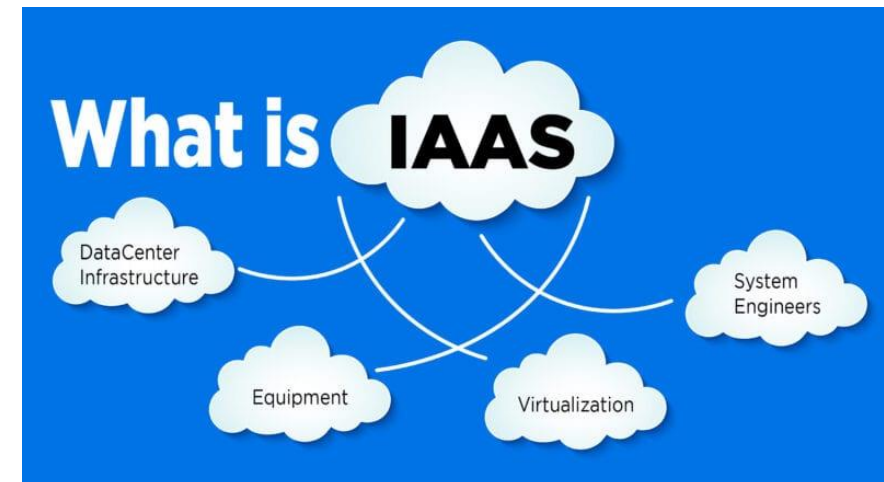 What is IAAS
DataCenter
Infrastructure
System
Engineers
Equipment
Virtualization